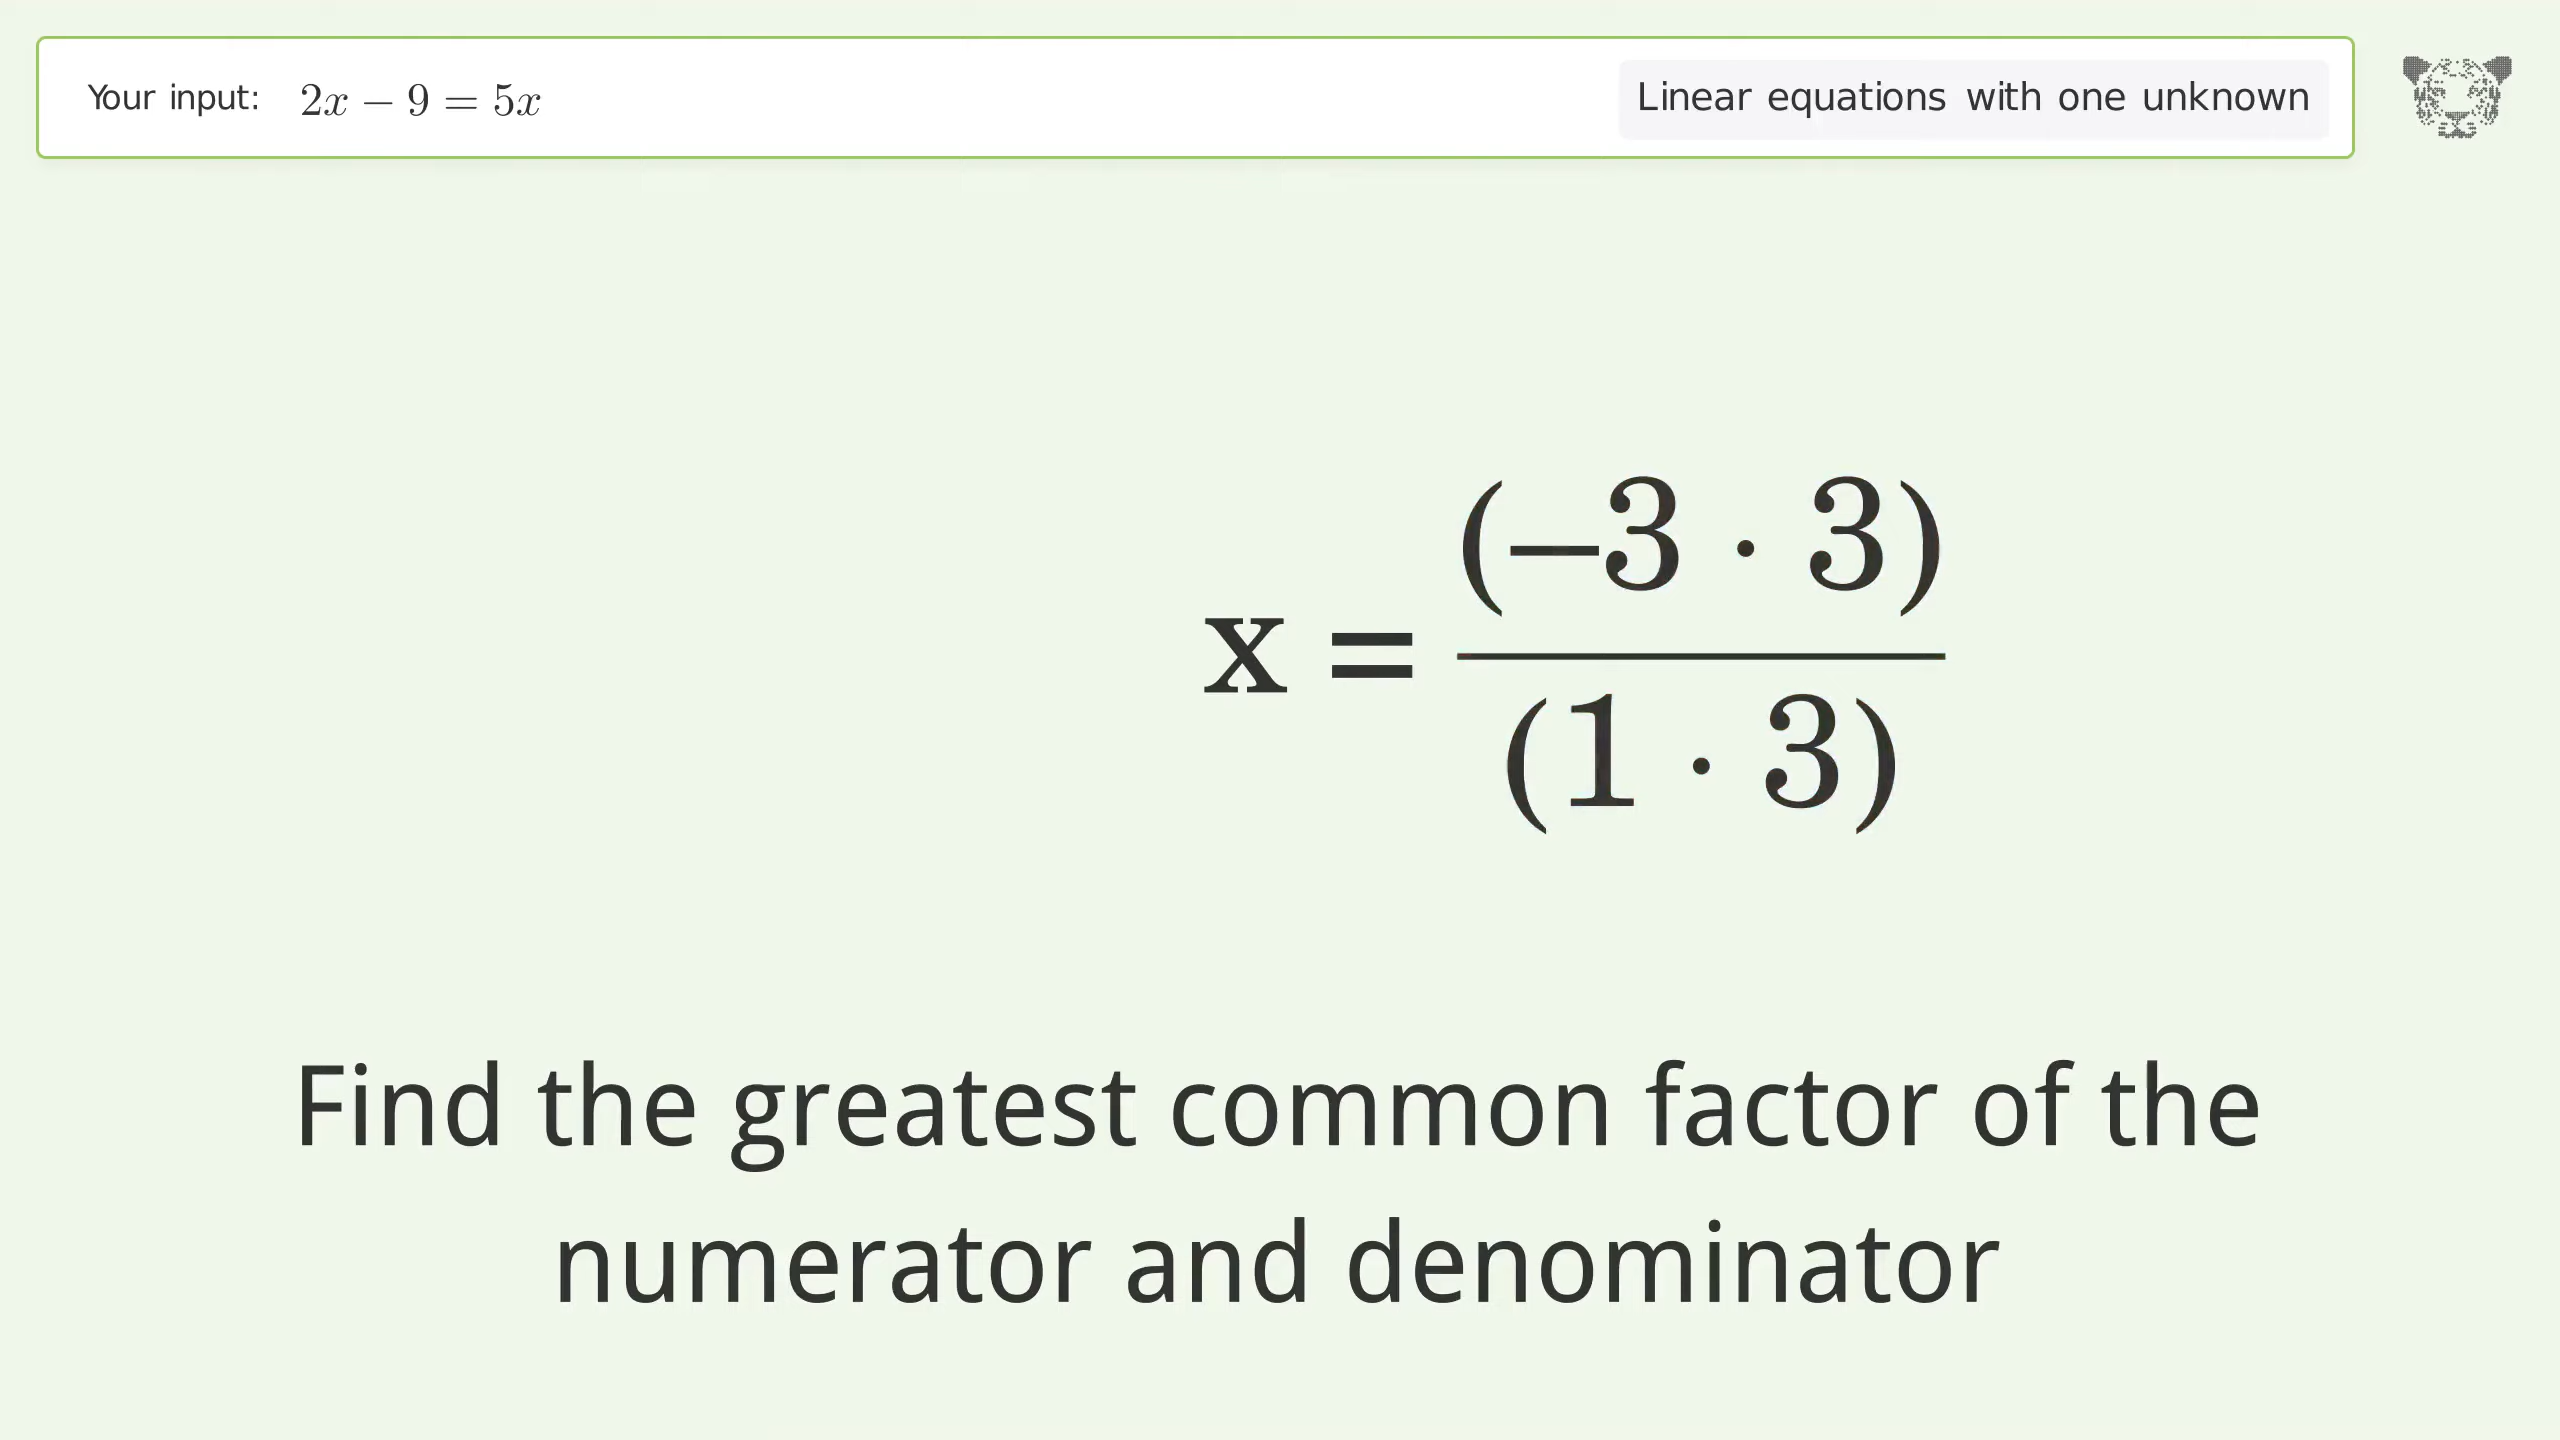 Your input: 2x − 9 = 5x
Linear equations with one unknown
x = (−3 · 3) / (1 · 3)
Find the greatest common factor of the
numerator and denominator